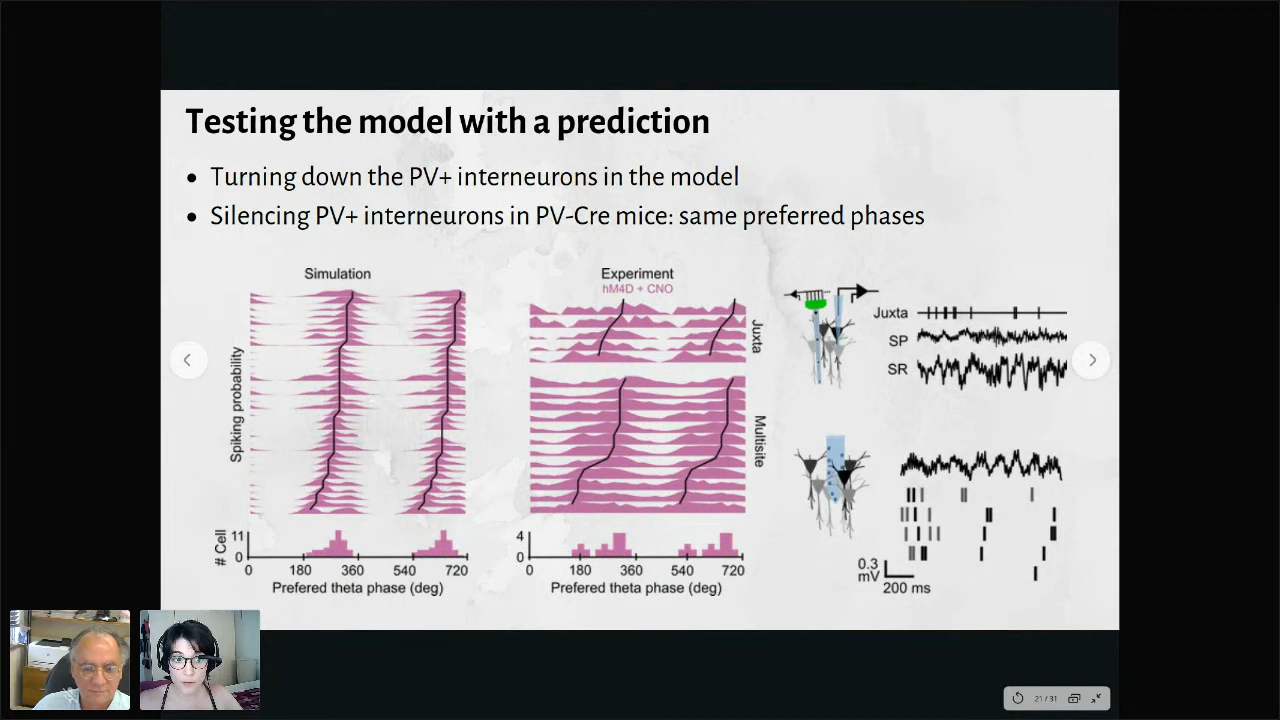 Testing the model with a prediction
• Turning down the PV+ interneurons in the model
• Silencing PV+ interneurons in PV-Cre mice: same preferred phases
Simulation
Spiking probability
# Cell
11
0
0 180 360 540 720
Prefered theta phase (deg)
Experiment
hM4D + CNO
Juxta
Multisite
4
0
0 180 360 540 720
Prefered theta phase (deg)
Juxta
SP
SR
0.3
mV
200 ms
21 / 31